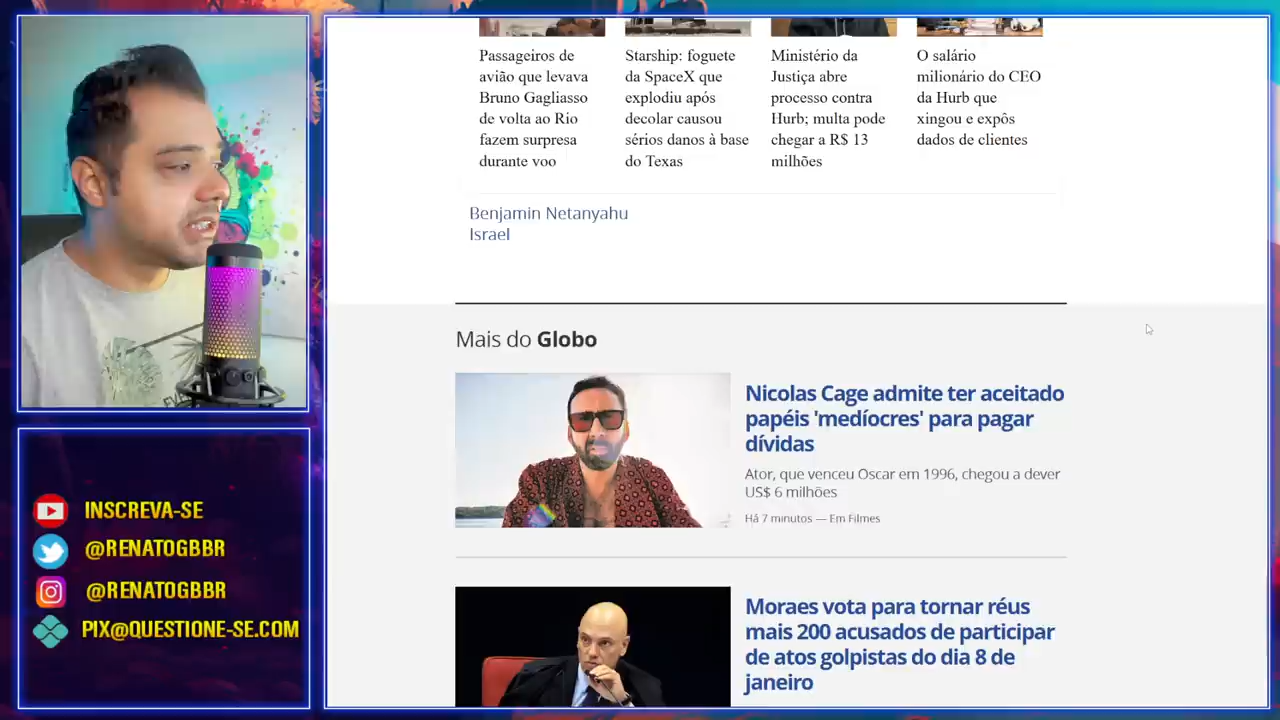 Passageiros de
avião que levava
Bruno Gagliasso
de volta ao Rio
fazem surpresa
durante voo
Starship: foguete
da SpaceX que
explodiu após
decolar causou
sérios danos à base
do Texas
Ministério da
Justiça abre
processo contra
Hurb; multa pode
chegar a R$ 13
milhões
O salário
milionário do CEO
da Hurb que
xingou e expôs
dados de clientes
Benjamin Netanyahu
Israel
Mais do Globo
Nicolas Cage admite ter aceitado
papéis 'medíocres' para pagar
dívidas
Ator, que venceu Oscar em 1996, chegou a dever
US$ 6 milhões
Há 7 minutos — Em Filmes
Moraes vota para tornar réus
mais 200 acusados de participar
de atos golpistas do dia 8 de
janeiro
INSCREVA-SE
@RENATOGBBR
@RENATOGBBR
PIX@QUESTIONE-SE.COM